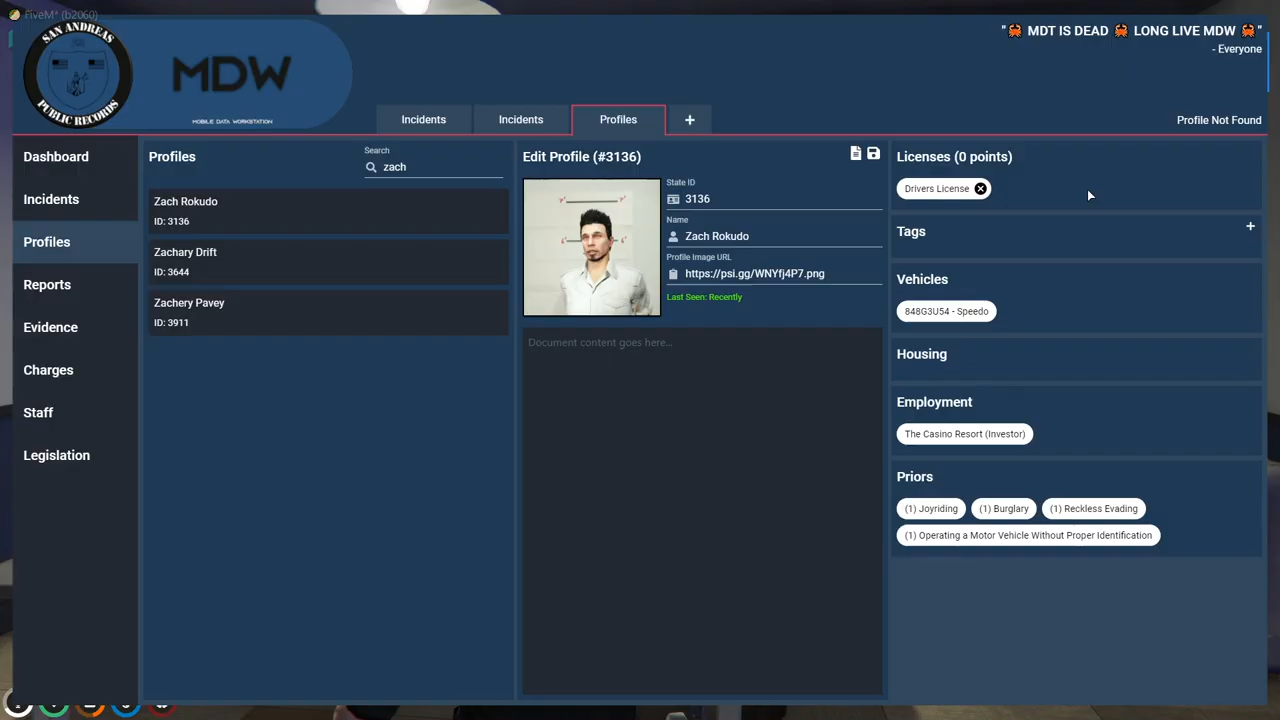 FiveM® (b2060)
SAN ANDREAS
PUBLIC RECORDS
MDW
MOBILE DATA WORKSTATION
" MDT IS DEAD LONG LIVE MDW "
- Everyone
Incidents
Incidents
Profiles
+
Profile Not Found
Dashboard
Incidents
Profiles
Reports
Evidence
Charges
Staff
Legislation
Profiles
Search
zach
Zach Rokudo
ID: 3136
Zachary Drift
ID: 3644
Zachery Pavey
ID: 3911
Edit Profile (#3136)
State ID
3136
Name
Zach Rokudo
Profile Image URL
https://psi.gg/WNYfj4P7.png
Last Seen: Recently
Document content goes here...
Licenses (0 points)
Drivers License
Tags
+
Vehicles
848G3U54 - Speedo
Housing
Employment
The Casino Resort (Investor)
Priors
(1) Joyriding
(1) Burglary
(1) Reckless Evading
(1) Operating a Motor Vehicle Without Proper Identification